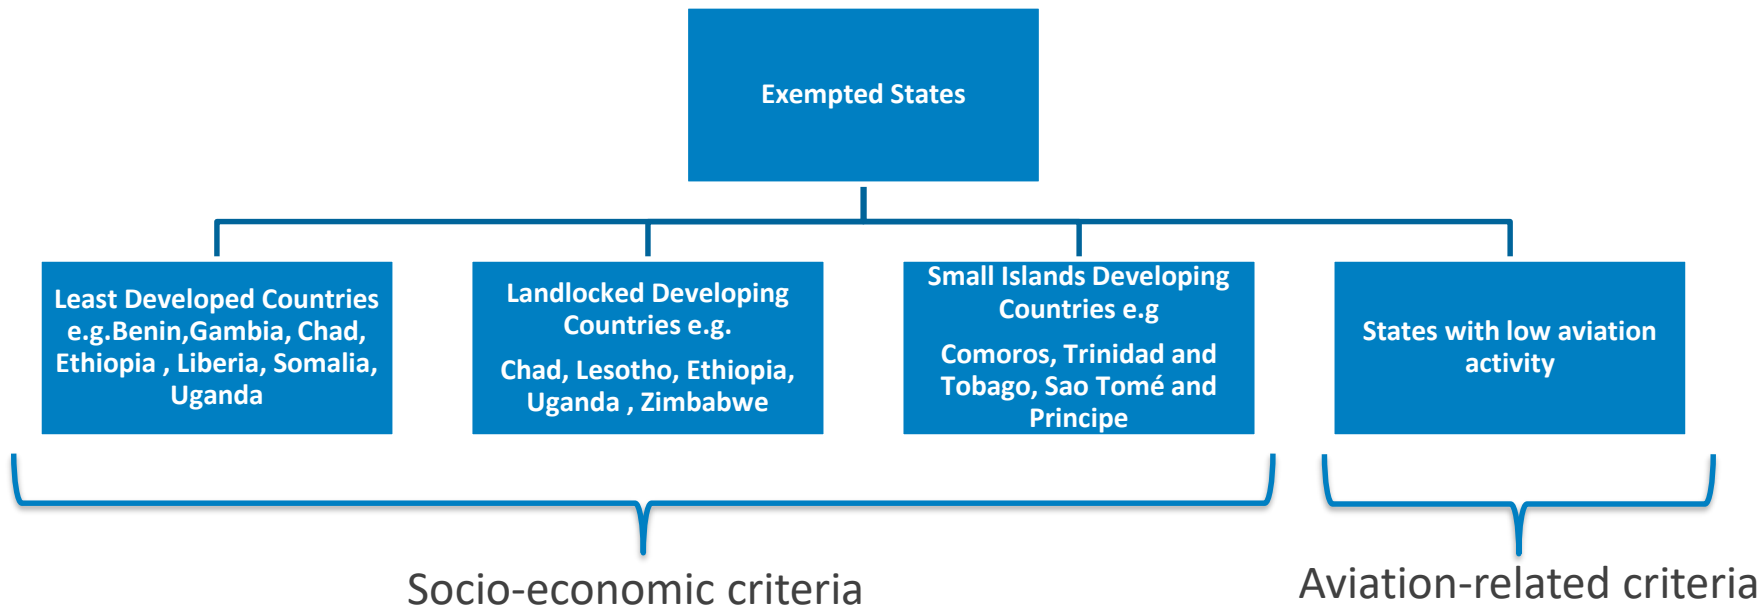 Exempted States
Least Developed Countries
e.g.Benin,Gambia, Chad,
Ethiopia , Liberia, Somalia,
Uganda
Landlocked Developing
Countries e.g.
Chad, Lesotho, Ethiopia,
Uganda , Zimbabwe
Small Islands Developing
Countries e.g
Comoros, Trinidad and
Tobago, Sao Tomé and
Principe
States with low aviation
activity
Socio-economic criteria
Aviation-related criteria